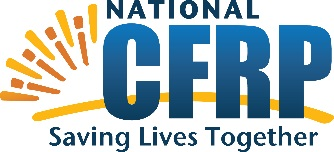 NATIONAL
CFRP
Saving Lives Together